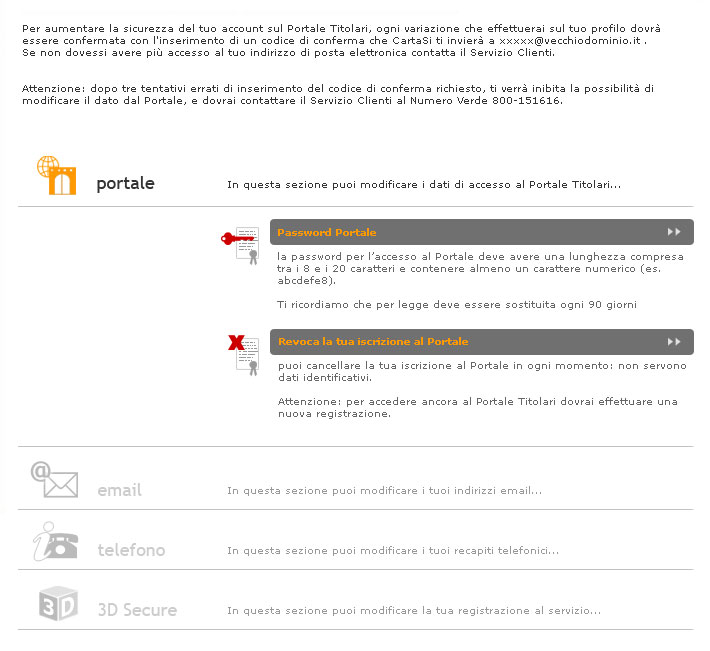 Per aumentare la sicurezza del tuo account sul Portale Titolari, ogni variazione che effettuerai sul tuo profilo dovrà
essere confermata con l'inserimento di un codice di conferma che CartaSi ti invierà a xxxxx@vecchiodominio.it .
Se non dovessi avere più accesso al tuo indirizzo di posta elettronica contatta il Servizio Clienti.
Attenzione: dopo tre tentativi errati di inserimento del codice di conferma richiesto, ti verrà inibita la possibilità di
modificare il dato dal Portale, e dovrai contattare il Servizio Clienti al Numero Verde 800-151616.
portale
In questa sezione puoi modificare i dati di accesso al Portale Titolari...
Password Portale
la password per l'accesso al Portale deve avere una lunghezza compresa
tra i 8 e i 20 caratteri e contenere almeno un carattere numerico (es.
abcdefe8).
Ti ricordiamo che per legge deve essere sostituita ogni 90 giorni
Revoca la tua iscrizione al Portale
puoi cancellare la tua iscrizione al Portale in ogni momento: non servono
dati identificativi.
Attenzione: per accedere ancora al Portale Titolari dovrai effettuare una
nuova registrazione.
@
email
In questa sezione puoi modificare i tuoi indirizzi email...
telefono
In questa sezione puoi modificare i tuoi recapiti telefonici...
3D
3D Secure
In questa sezione puoi modificare la tua registrazione al servizio...